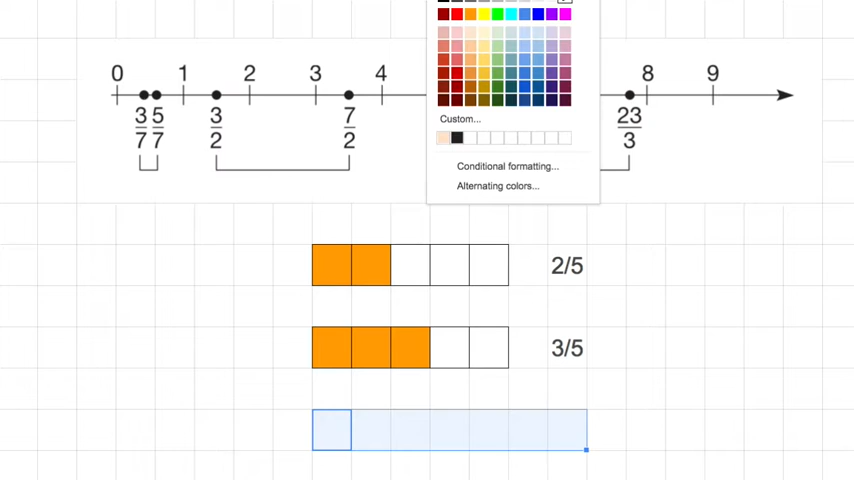 Custom...
0 1 2 3 4 8 9
3/7 5/7 3/2 7/2 23/3
Conditional formatting...
Alternating colors...
2/5
3/5